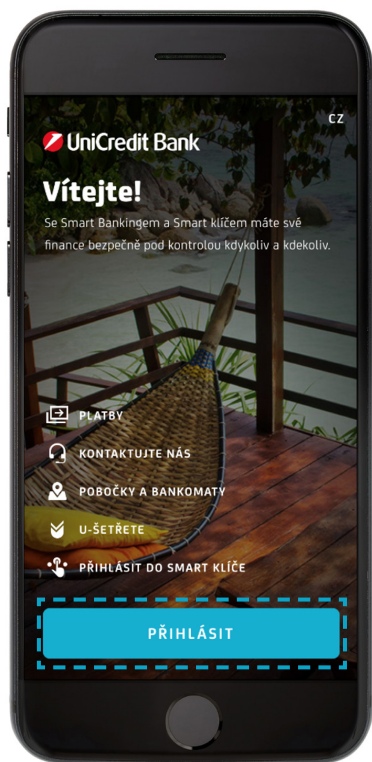 CZ
UniCredit Bank
Vítejte!
Se Smart Bankingem a Smart klíčem máte své
finance bezpečně pod kontrolou kdykoliv a kdekoliv.
PLATBY
KONTAKTUJTE NÁS
POBOČKY A BANKOMATY
U-ŠETŘETE
PŘIHLÁSIT DO SMART KLÍČE
PŘIHLÁSIT